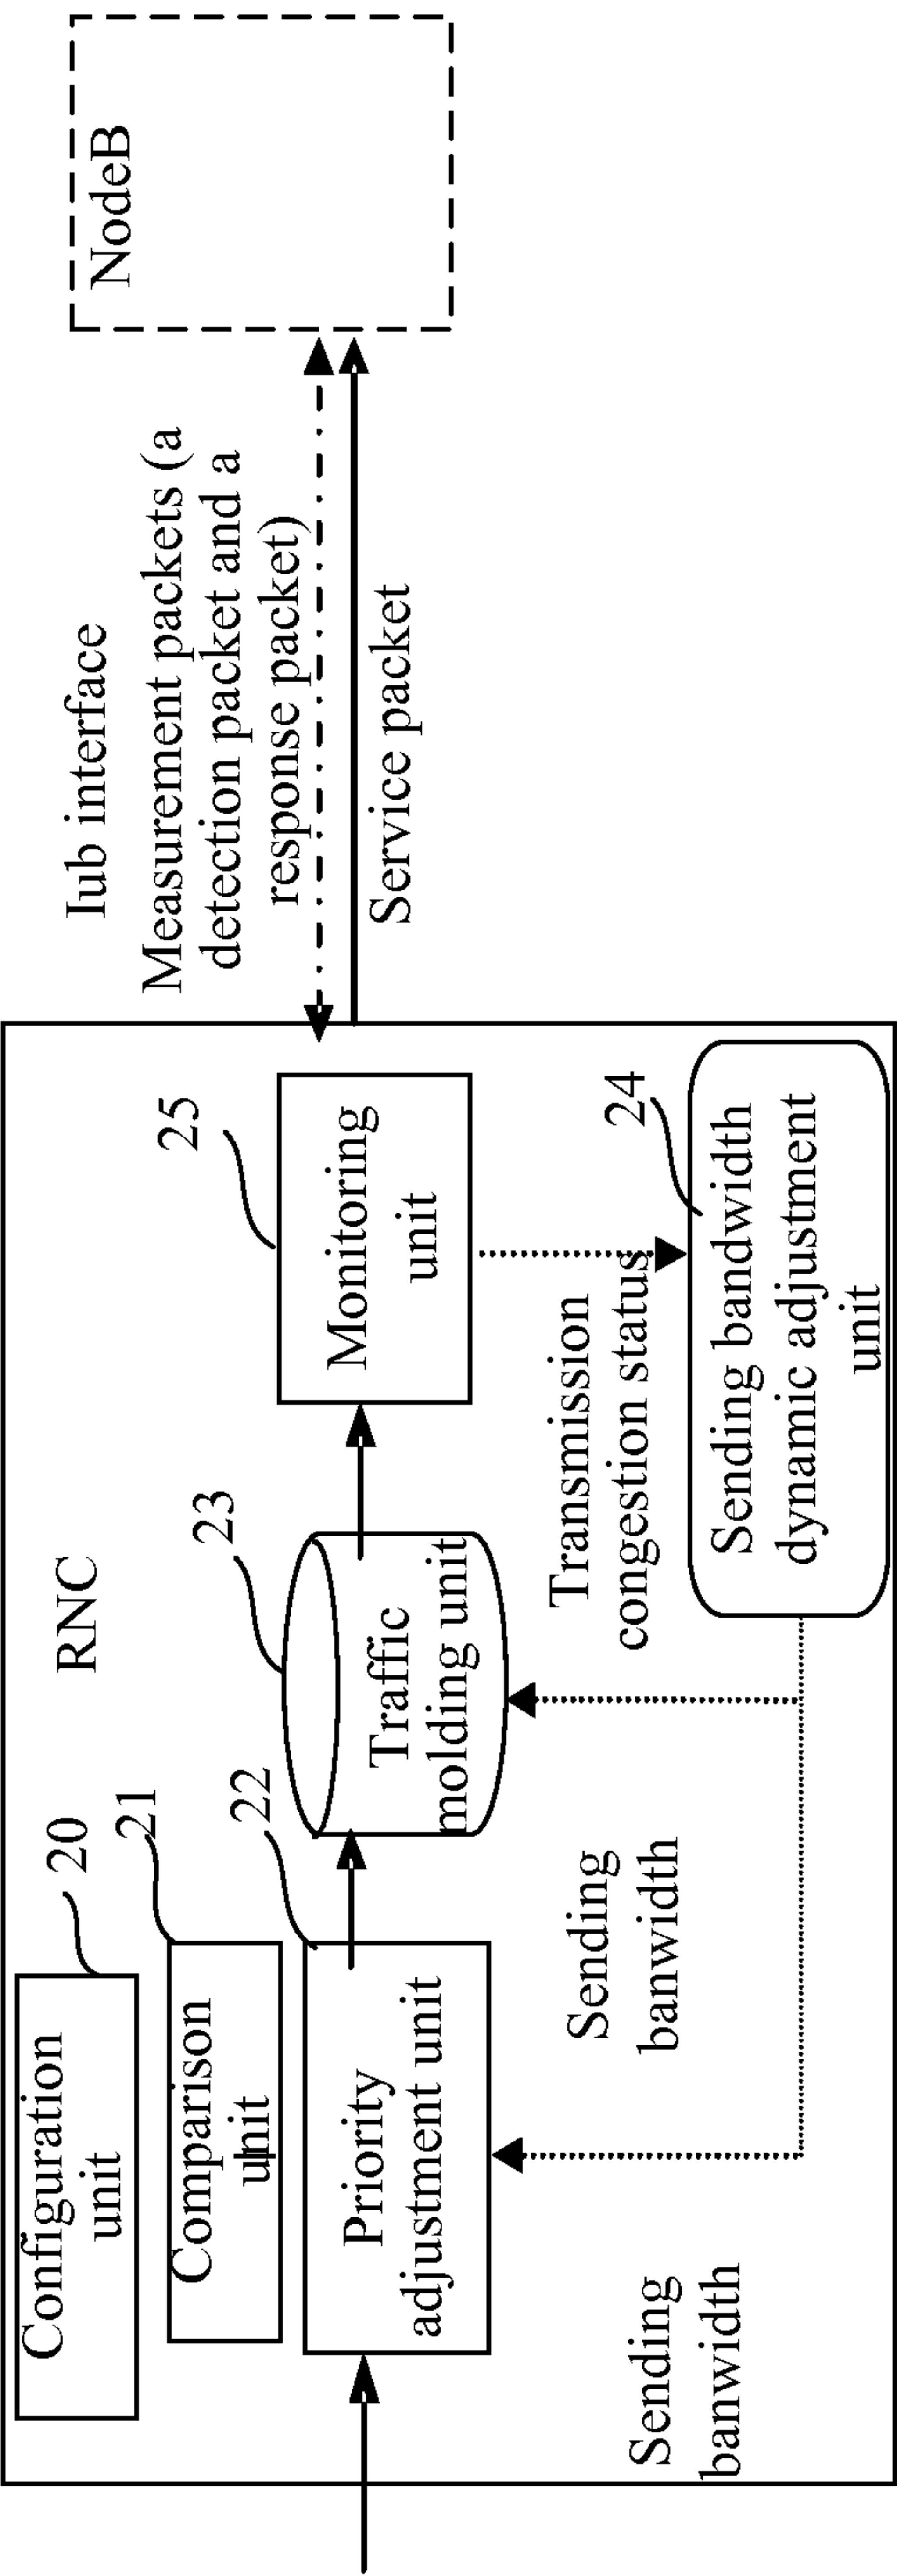 RNC
Configuration
unit
20
Comparison
unit
21
Priority
adjustment unit
22
Traffic
molding unit
23
Monitoring
unit
25
Transmission
congestion status
Sending bandwidth
dynamic adjustment
unit
24
Sending
banwidth
Sending
banwidth
Iub interface
Measurement packets (a
detection packet and a
response packet)
Service packet
NodeB